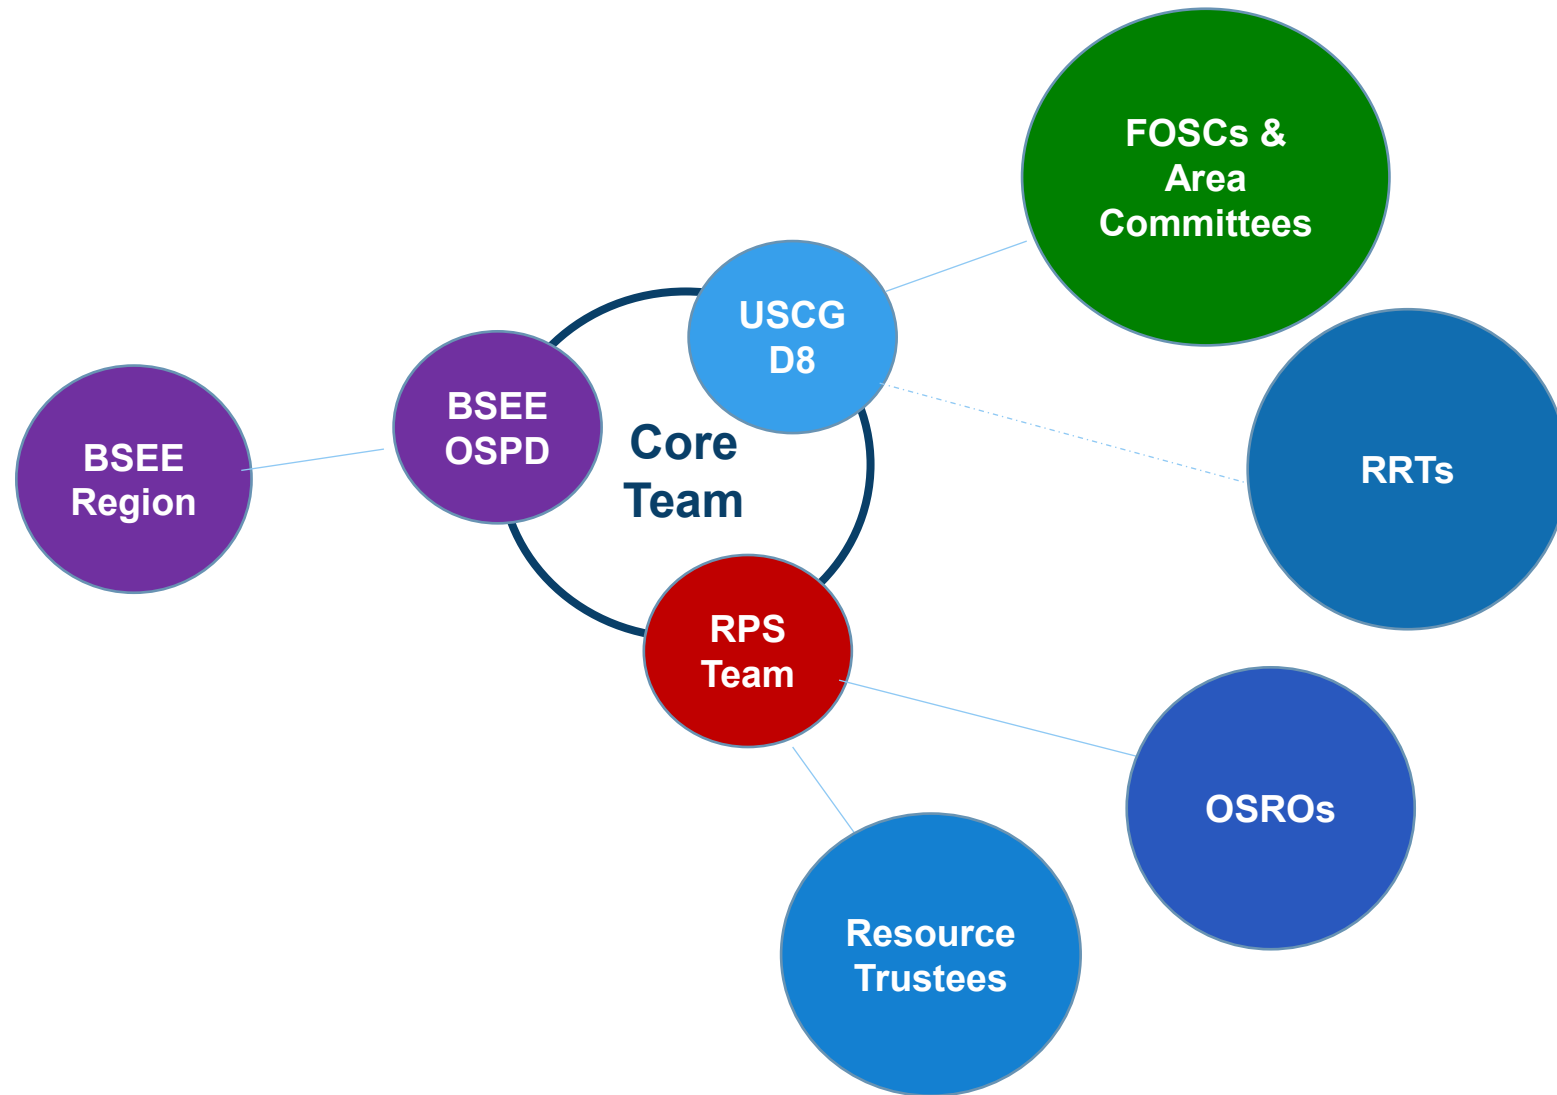 FOSCs &
Area
Committees
USCG
D8
BSEE
OSPD
Core
Team
BSEE
Region
RRTs
RPS
Team
OSROs
Resource
Trustees